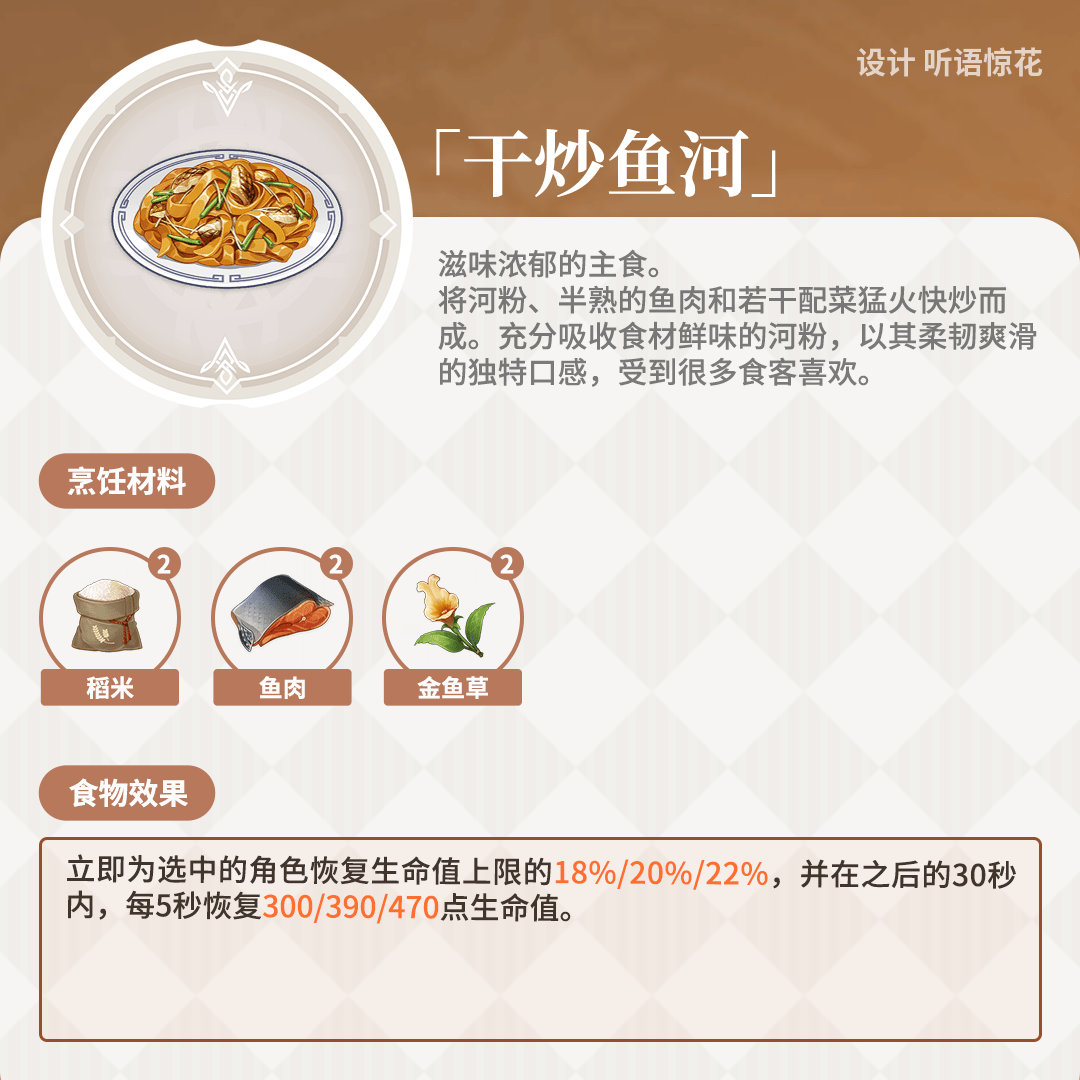 设计 听语惊花
「干炒鱼河」
滋味浓郁的主食。
将河粉、半熟的鱼肉和若干配菜猛火快炒而
成。充分吸收食材鲜味的河粉，以其柔韧爽滑
的独特口感，受到很多食客喜欢。
烹饪材料
2
2
2
稻米
鱼肉
金鱼草
食物效果
立即为选中的角色恢复生命值上限的18%/20%/22%，并在之后的30秒
内，每5秒恢复300/390/470点生命值。